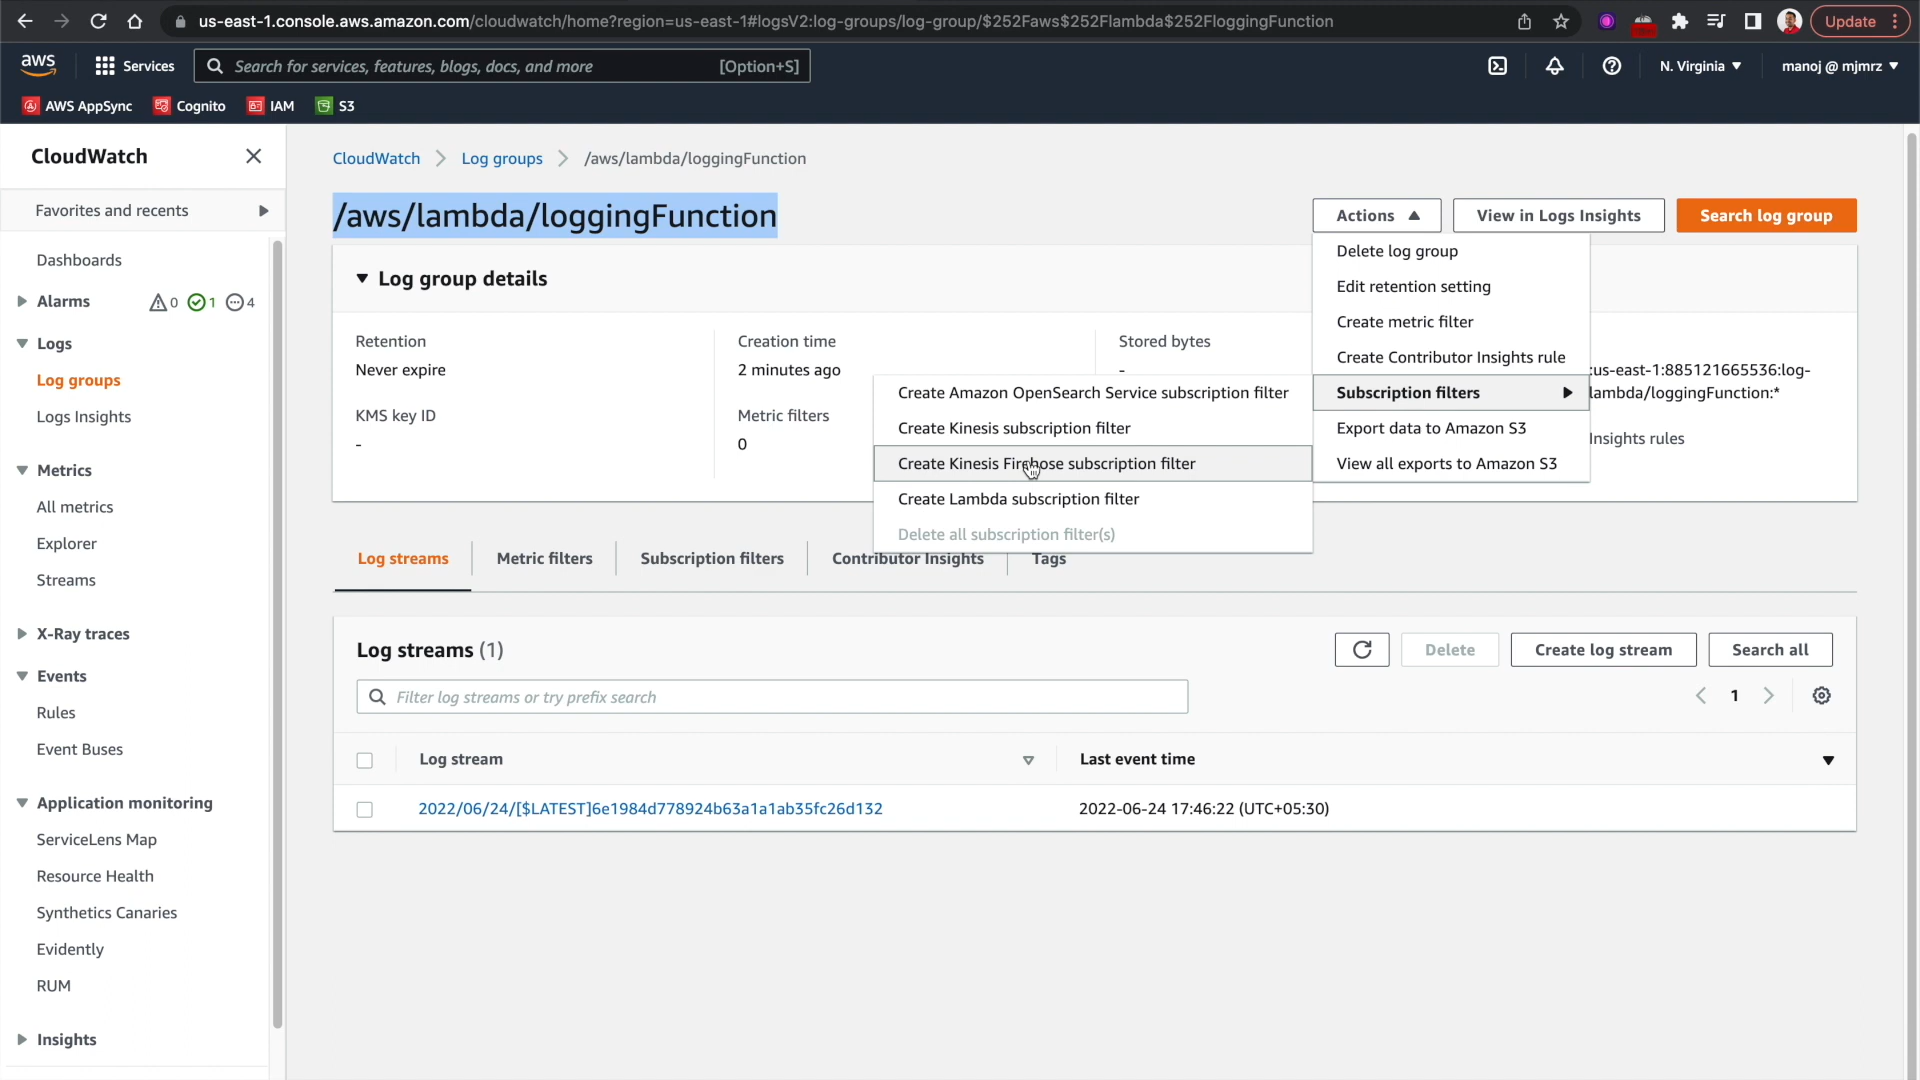 us-east-1.console.aws.amazon.com/cloudwatch/home?region=us-east-1#logsV2:log-groups/log-group/$252Faws$252Flambda$252FloggingFunction
Update
aws
Services
Search for services, features, blogs, docs, and more
[Option+S]
N. Virginia
manoj @ mjmrz
AWS AppSync
Cognito
IAM
S3
CloudWatch
Favorites and recents
Dashboards
Alarms
0
1
4
Logs
Log groups
Logs Insights
Metrics
All metrics
Explorer
Streams
X-Ray traces
Events
Rules
Event Buses
Application monitoring
ServiceLens Map
Resource Health
Synthetics Canaries
Evidently
RUM
Insights
CloudWatch
Log groups
/aws/lambda/loggingFunction
/aws/lambda/loggingFunction
Actions
View in Logs Insights
Search log group
Delete log group
Edit retention setting
Create metric filter
Create Contributor Insights rule
Subscription filters
Export data to Amazon S3
View all exports to Amazon S3
Create Amazon OpenSearch Service subscription filter
Create Kinesis subscription filter
Create Kinesis Firehose subscription filter
Create Lambda subscription filter
Delete all subscription filter(s)
Log group details
Retention
Never expire
KMS key ID
-
Creation time
2 minutes ago
Metric filters
0
Stored bytes
-
:us-east-1:885121665536:log-
lambda/loggingFunction:*
Insights rules
Log streams
Metric filters
Subscription filters
Contributor Insights
Tags
Log streams (1)
Delete
Create log stream
Search all
Filter log streams or try prefix search
1
Log stream
Last event time
2022/06/24/[$LATEST]6e1984d778924b63a1a1ab35fc26d132
2022-06-24 17:46:22 (UTC+05:30)